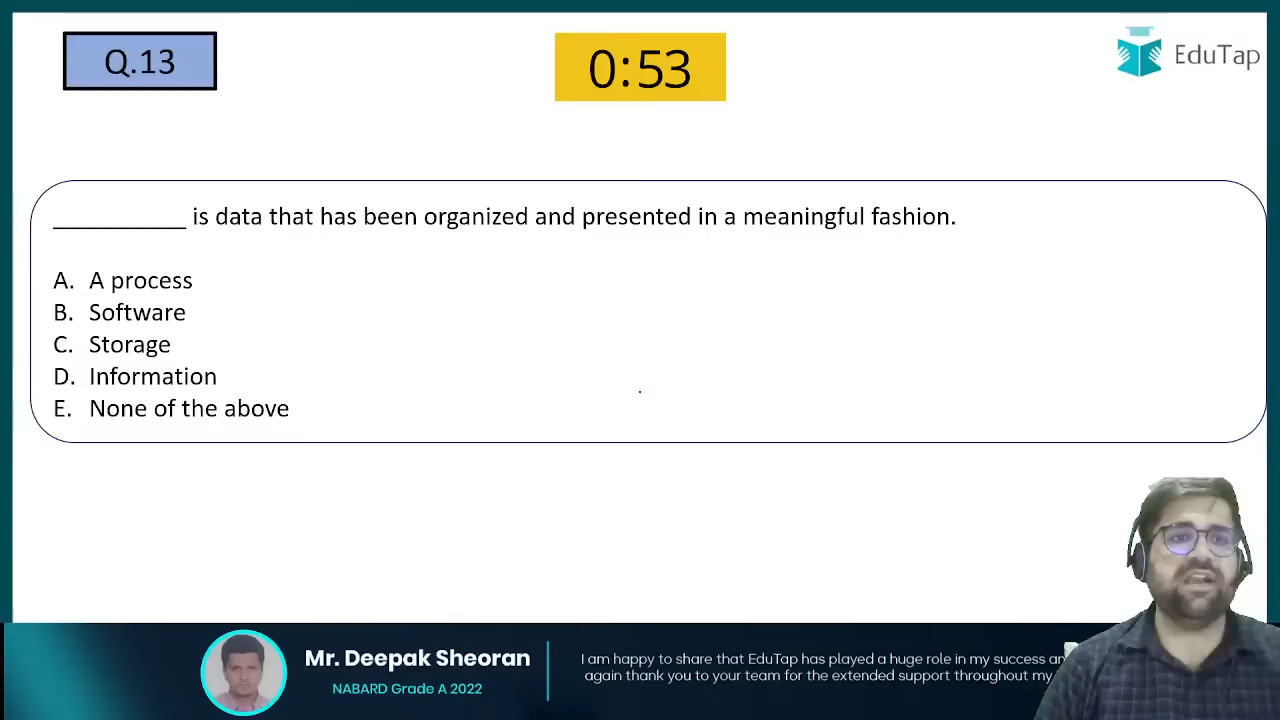 Q.13
0:53
EduTap
__________ is data that has been organized and presented in a meaningful fashion.
A. A process
B. Software
C. Storage
D. Information
E. None of the above
Mr. Deepak Sheoran
NABARD Grade A 2022
I am happy to share that EduTap has played a huge role in my success
again thank you to your team for the extended support throughout my